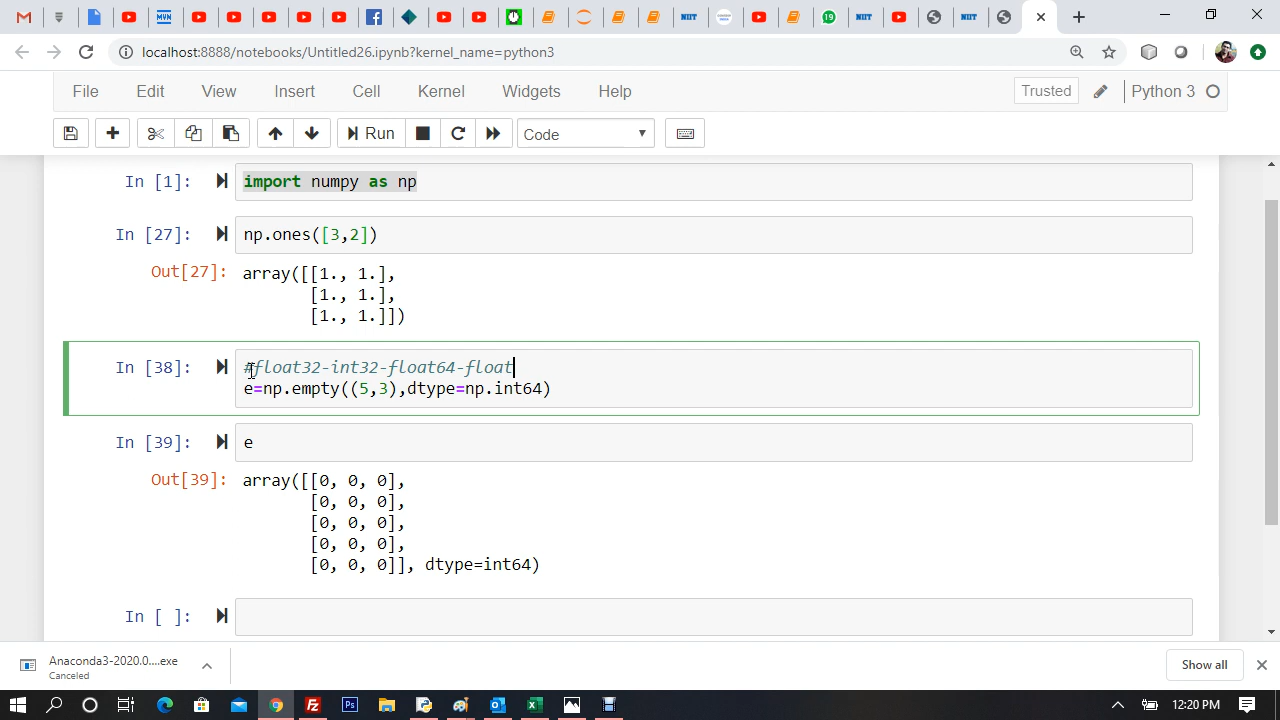 localhost:8888/notebooks/Untitled26.ipynb?kernel_name=python3
File Edit View Insert Cell Kernel Widgets Help Trusted Python 3
Run Code
In [1]: import numpy as np
In [27]: np.ones([3,2])
Out[27]: array([[1., 1.],
[1., 1.],
[1., 1.]])
In [38]: #float32-int32-float64-float
e=np.empty((5,3),dtype=np.int64)
In [39]: e
Out[39]: array([[0, 0, 0],
[0, 0, 0],
[0, 0, 0],
[0, 0, 0],
[0, 0, 0]], dtype=int64)
In [ ]:
Anaconda3-2020.0....exe
Canceled
Show all
12:20 PM